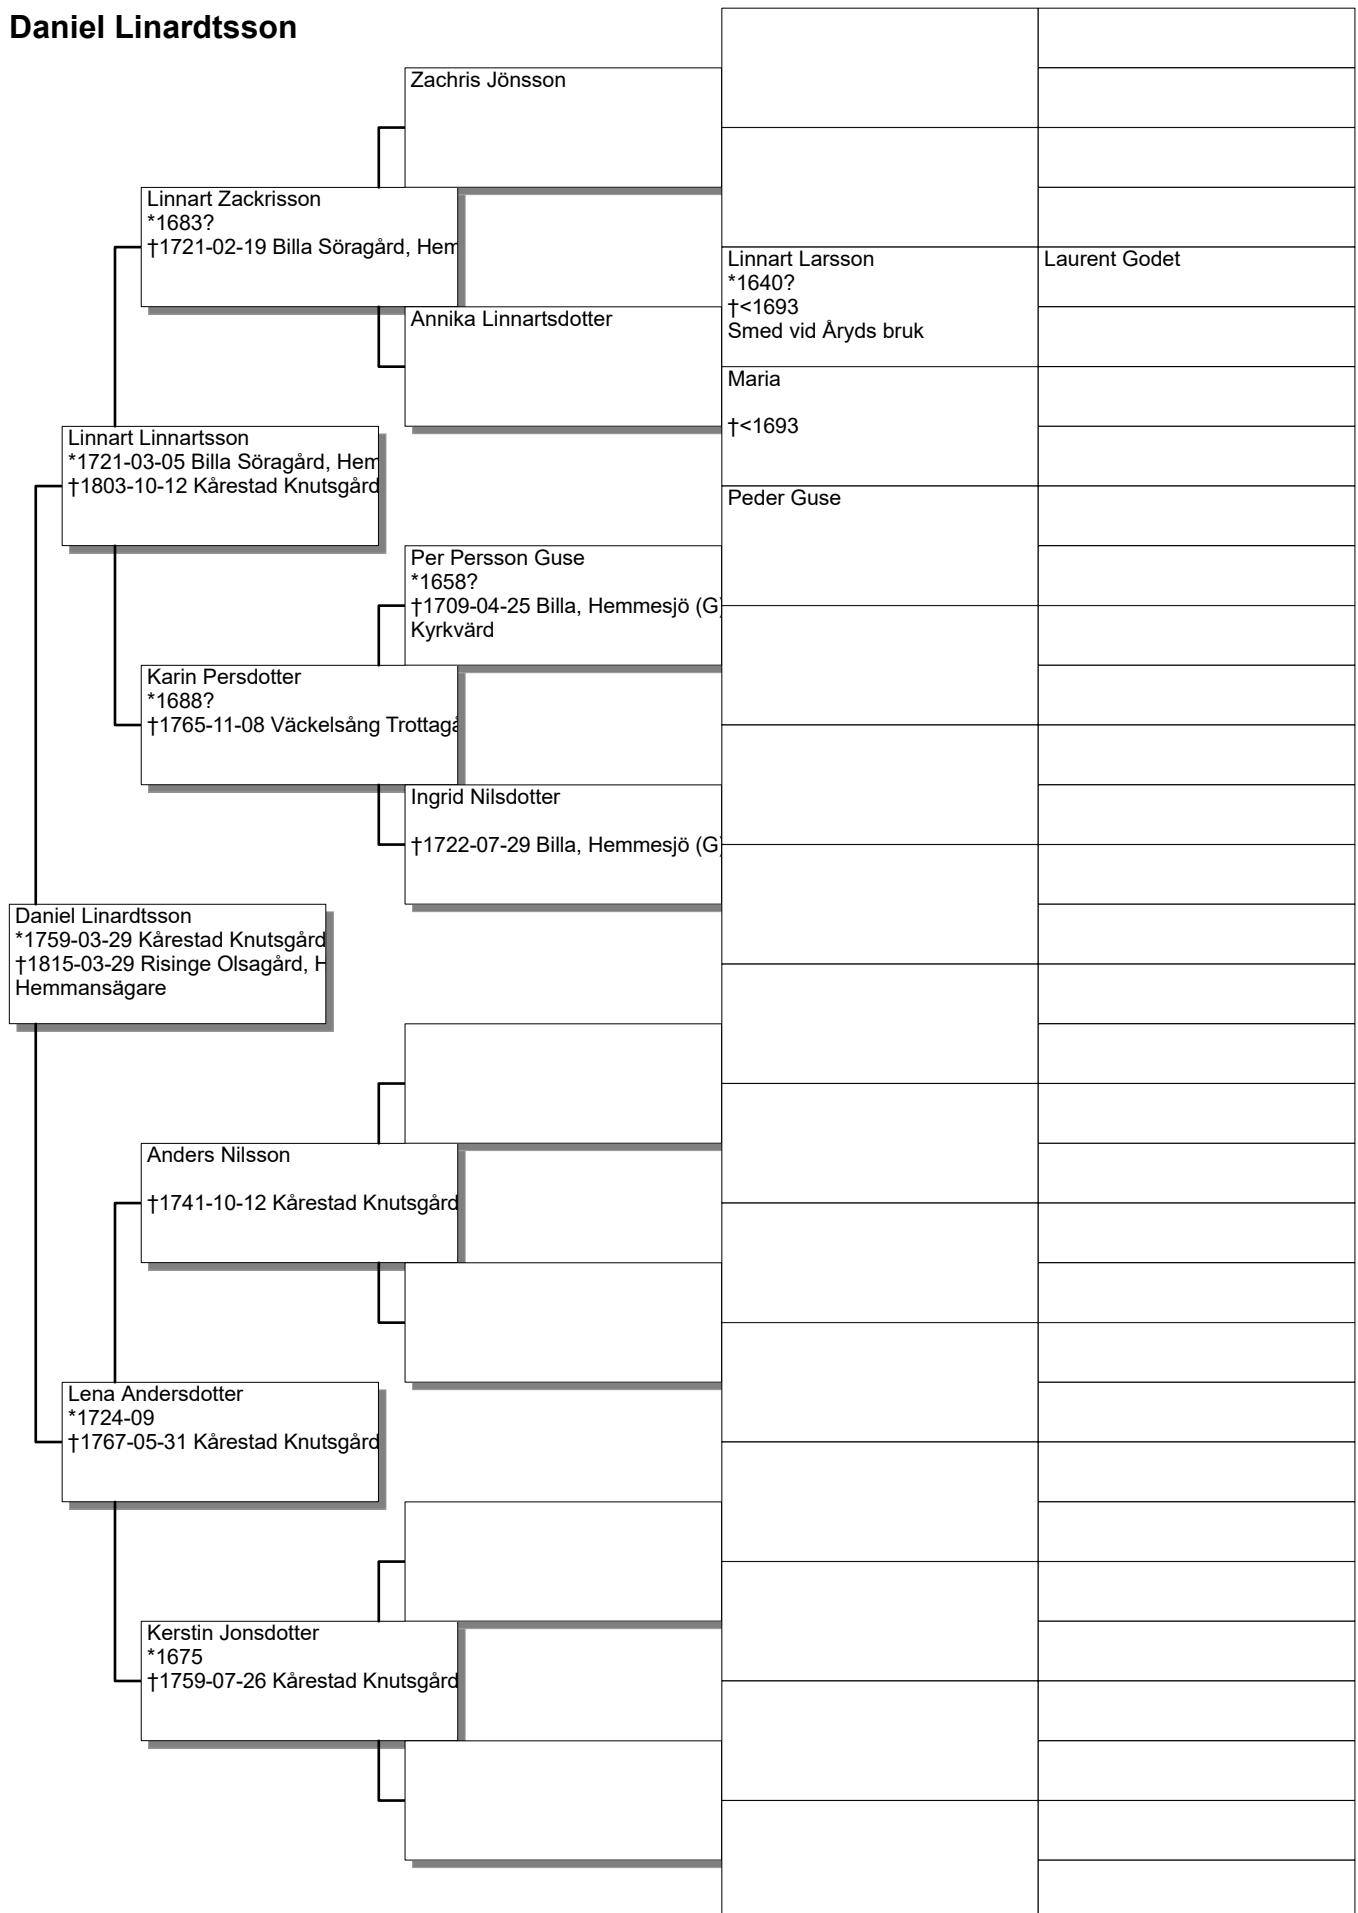 Daniel Linardtsson
Zachris Jönsson
Linnart Zackrisson
*1683?
†1721-02-19 Billa Söragård, Hem
Linnart Larsson
*1640?
†<1693
Smed vid Åryds bruk
Laurent Godet
Annika Linnartsdotter
Maria
†<1693
Linnart Linnartsson
*1721-03-05 Billa Söragård, Hem
†1803-10-12 Kårestad Knutsgård
Peder Guse
Per Persson Guse
*1658?
†1709-04-25 Billa, Hemmesjö (G)
Kyrkvärd
Karin Persdotter
*1688?
†1765-11-08 Väckelsång Trottagå
Ingrid Nilsdotter
†1722-07-29 Billa, Hemmesjö (G)
Daniel Linardtsson
*1759-03-29 Kårestad Knutsgård
†1815-03-29 Risinge Olsagård, H
Hemmansägare
Anders Nilsson
†1741-10-12 Kårestad Knutsgård
Lena Andersdotter
*1724-09
†1767-05-31 Kårestad Knutsgård
Kerstin Jonsdotter
*1675
†1759-07-26 Kårestad Knutsgård